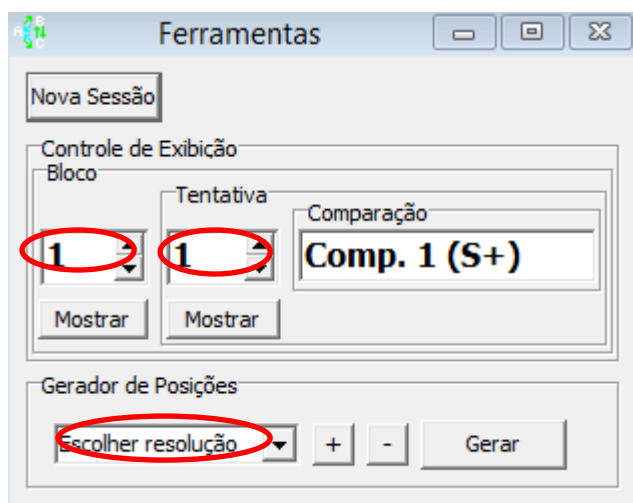 Ferramentas
Nova Sessão
Controle de Exibição
Bloco
Tentativa
Comparação
1
1
Comp. 1 (S+)
Mostrar
Mostrar
Gerador de Posições
Escolher resolução
+
-
Gerar